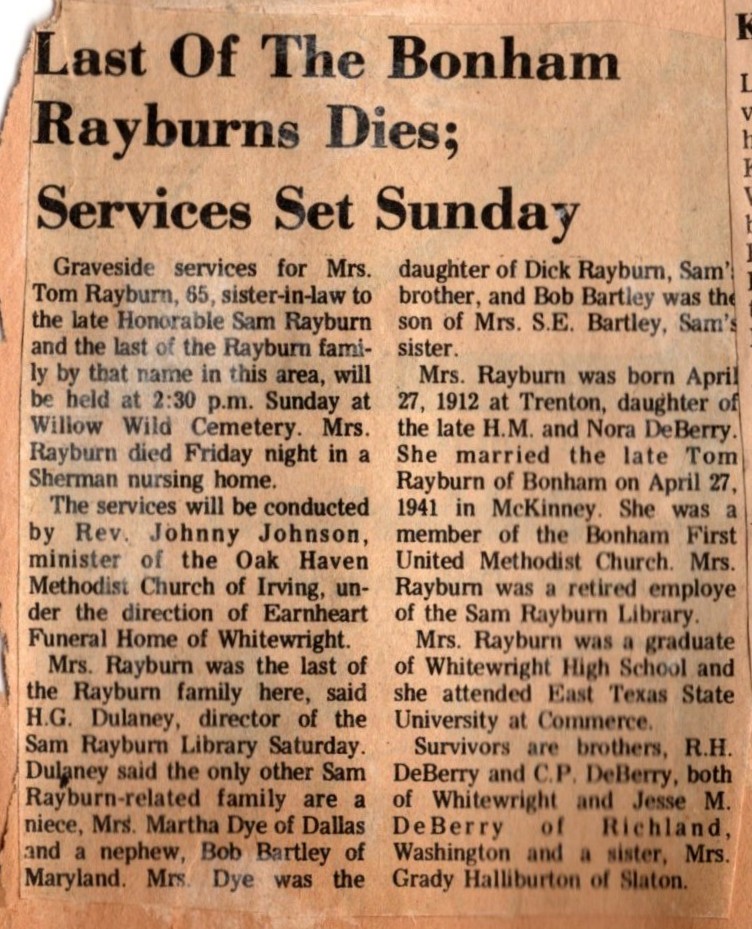 Last Of The Bonham
Rayburns Dies;
Services Set Sunday
Graveside services for Mrs.
Tom Rayburn, 65, sister-in-law to
the late Honorable Sam Rayburn
and the last of the Rayburn fami-
ly by that name in this area, will
be held at 2:30 p.m. Sunday at
Willow Wild Cemetery. Mrs.
Rayburn died Friday night in a
Sherman nursing home.
The services will be conducted
by Rev. Johnny Johnson,
minister of the Oak Haven
Methodist Church of Irving, un-
der the direction of Earnheart
Funeral Home of Whitewright.
Mrs. Rayburn was the last of
the Rayburn family here, said
H.G. Dulaney, director of the
Sam Rayburn Library Saturday.
Dulaney said the only other Sam
Rayburn-related family are a
niece, Mrs. Martha Dye of Dallas
and a nephew, Bob Bartley of
Maryland. Mrs. Dye was the
daughter of Dick Rayburn, Sam's
brother, and Bob Bartley was the
son of Mrs. S.E. Bartley, Sam's
sister.
Mrs. Rayburn was born April
27, 1912 at Trenton, daughter of
the late H.M. and Nora DeBerry.
She married the late Tom
Rayburn of Bonham on April 27,
1941 in McKinney. She was a
member of the Bonham First
United Methodist Church. Mrs.
Rayburn was a retired employe
of the Sam Rayburn Library.
Mrs. Rayburn was a graduate
of Whitewright High School and
she attended East Texas State
University at Commerce.
Survivors are brothers, R.H.
DeBerry and C.P. DeBerry, both
of Whitewright and Jesse M.
DeBerry of Richland,
Washington and a sister, Mrs.
Grady Halliburton of Slaton.